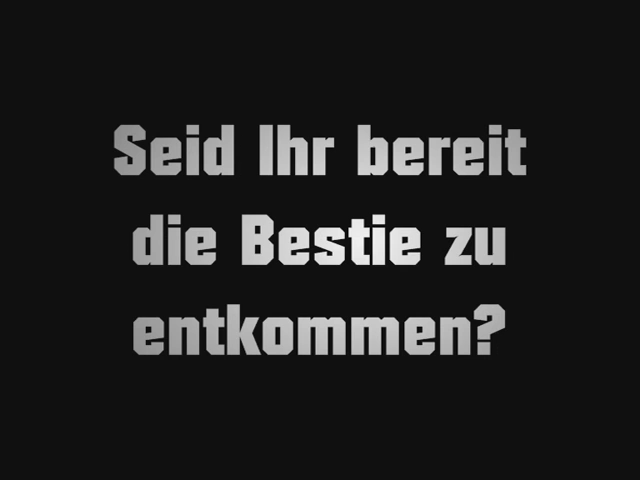 Seid Ihr bereit
die Bestie zu
entkommen?